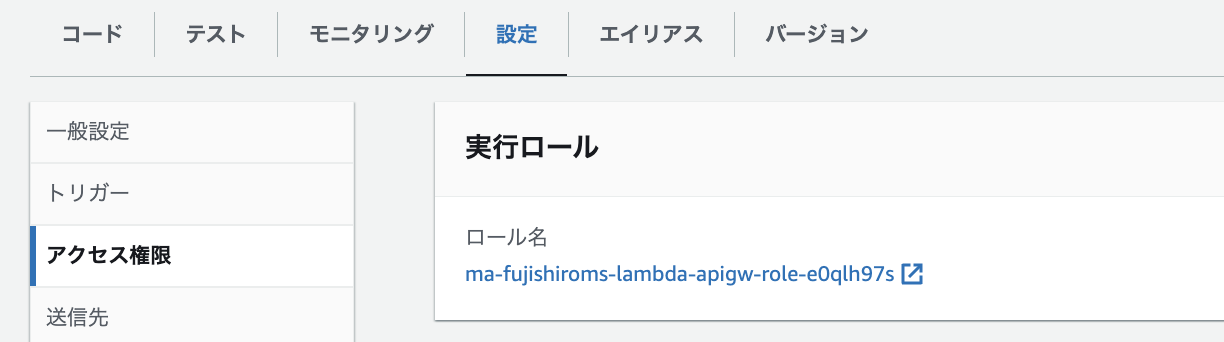 コード テスト モニタリング 設定 エイリアス バージョン
一般設定
トリガー
アクセス権限
送信先
実行ロール
ロール名
ma-fujishiroms-lambda-apigw-role-e0qlh97s